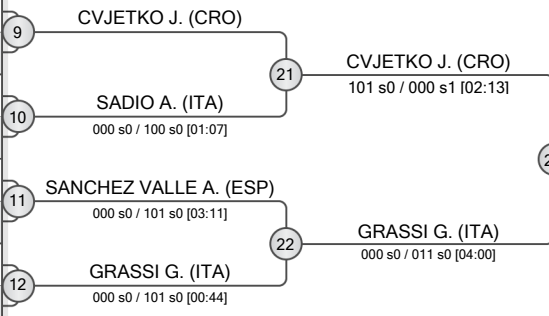 9
CVJETKO J. (CRO)
21
CVJETKO J. (CRO)
101 s0 / 000 s1 [02:13]
10
SADIO A. (ITA)
000 s0 / 100 s0 [01:07]
11
SANCHEZ VALLE A. (ESP)
000 s0 / 101 s0 [03:11]
22
GRASSI G. (ITA)
000 s0 / 011 s0 [04:00]
12
GRASSI G. (ITA)
000 s0 / 101 s0 [00:44]